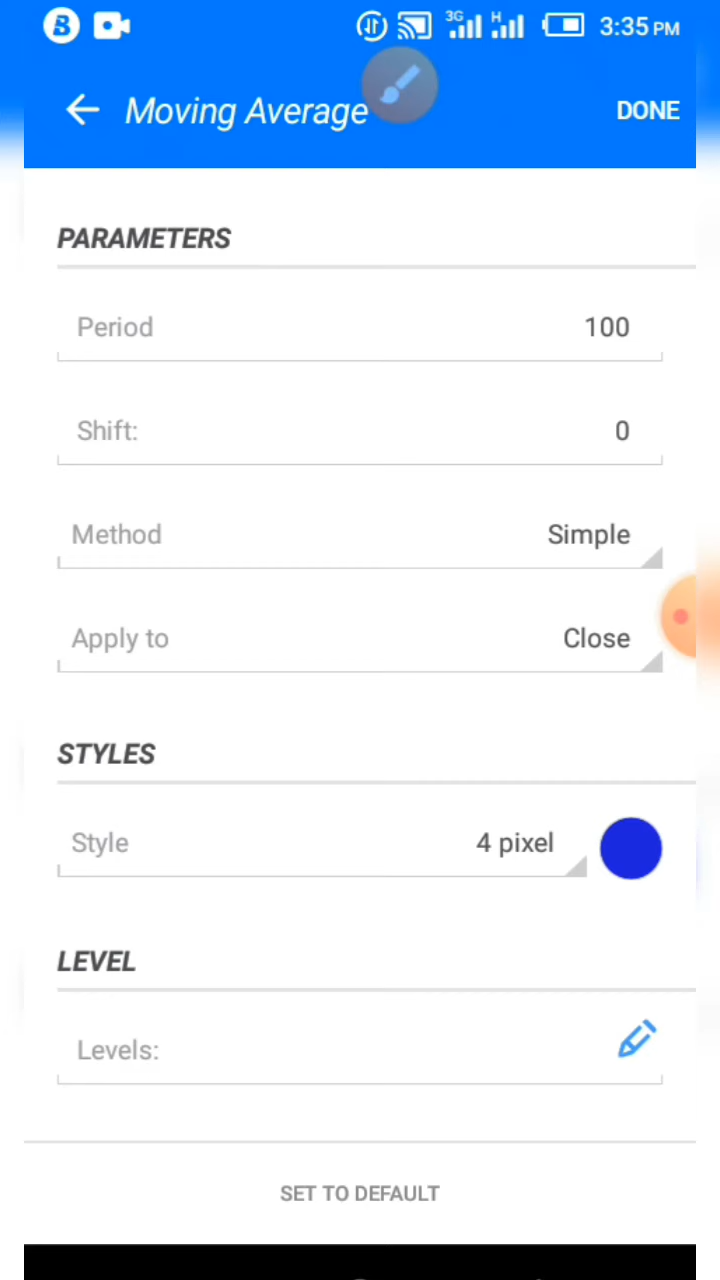 3G H 3:35 PM
Moving Average DONE
PARAMETERS
Period 100
Shift: 0
Method Simple
Apply to Close
STYLES
Style 4 pixel
LEVEL
Levels:
SET TO DEFAULT